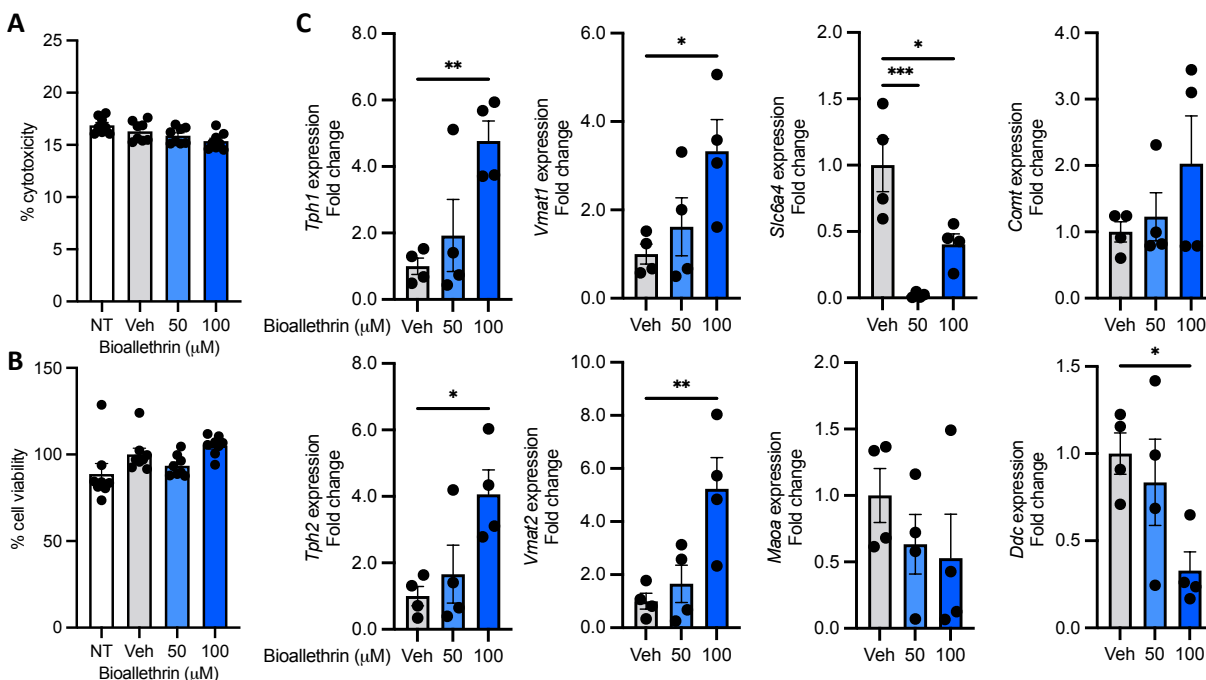 A
% cytotoxicity
25
20
15
10
5
0
NT Veh 50 100
Bioallethrin (μM)
B
% cell viability
150
100
50
0
NT Veh 50 100
Bioallethrin (μM)
C
Tph1 expression
Fold change
8.0
6.0
4.0
2.0
0.0
**
Bioallethrin (μM) Veh 50 100
Vmat1 expression
Fold change
6.0
4.0
2.0
0.0
*
Veh 50 100
Slc6a4 expression
Fold change
2.0
1.5
1.0
0.5
0.0
*
***
Veh 50 100
Comt expression
Fold change
4.0
3.0
2.0
1.0
0.0
Veh 50 100
Tph2 expression
Fold change
8.0
6.0
4.0
2.0
0.0
*
Bioallethrin (μM) Veh 50 100
Vmat2 expression
Fold change
10.0
8.0
6.0
4.0
2.0
0.0
**
Veh 50 100
Maoa expression
Fold change
2.0
1.5
1.0
0.5
0.0
Veh 50 100
Ddc expression
Fold change
1.5
1.0
0.5
0.0
*
Veh 50 100